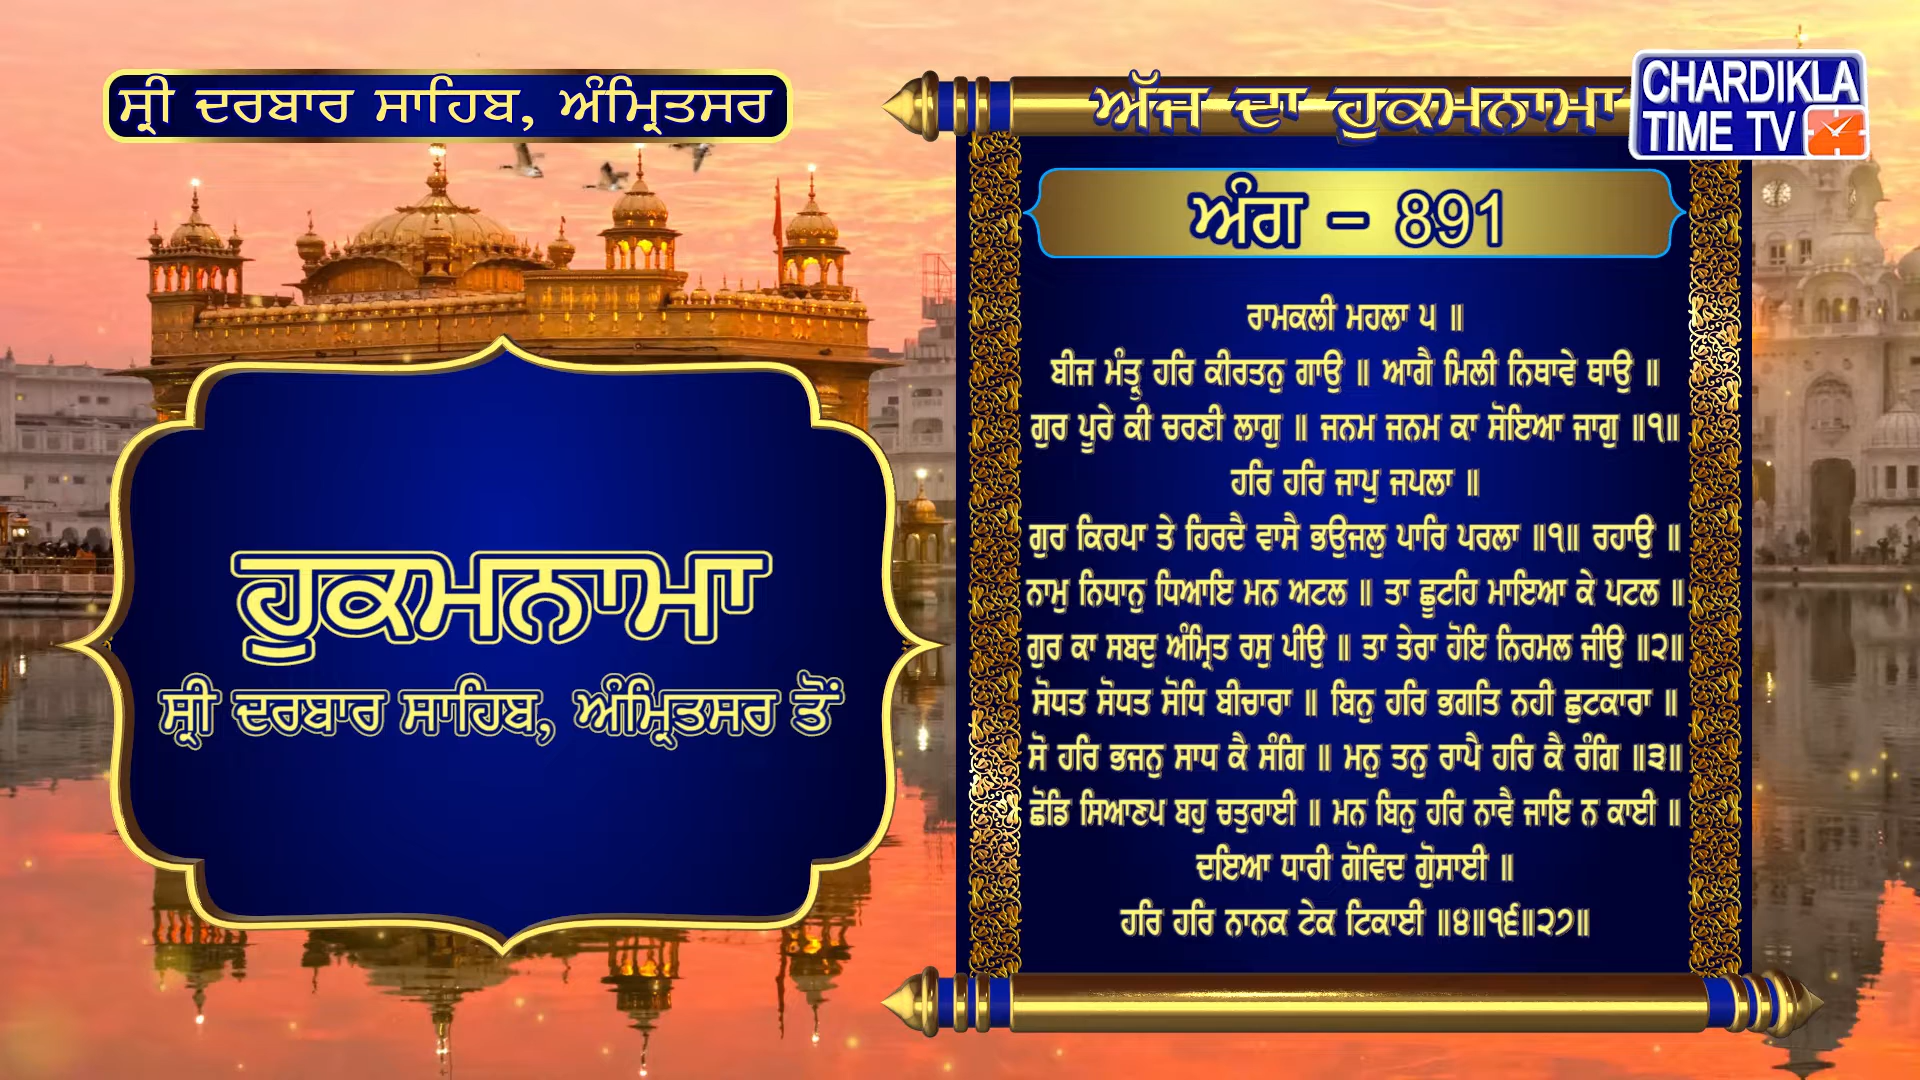 ਸ੍ਰੀ ਦਰਬਾਰ ਸਾਹਿਬ, ਅੰਮ੍ਰਿਤਸਰ
ਹੁਕਮਨਾਮਾ
ਸ੍ਰੀ ਦਰਬਾਰ ਸਾਹਿਬ, ਅੰਮ੍ਰਿਤਸਰ ਤੋਂ
ਅੱਜ ਦਾ ਹੁਕਮਨਾਮਾ
CHARDIKLA
TIME TV
ਅੰਗ - 891
ਰਾਮਕਲੀ ਮਹਲਾ ੫ ॥
ਬੀਜ ਮੰਤ੍ਰੁ ਹਰਿ ਕੀਰਤਨੁ ਗਾਉ ॥ ਆਗੈ ਮਿਲੀ ਨਿਥਾਵੇ ਥਾਉ ॥
ਗੁਰ ਪੂਰੇ ਕੀ ਚਰਣੀ ਲਾਗੁ ॥ ਜਨਮ ਜਨਮ ਕਾ ਸੋਇਆ ਜਾਗੁ ॥੧॥
ਹਰਿ ਹਰਿ ਜਾਪੁ ਜਪਲਾ ॥
ਗੁਰ ਕਿਰਪਾ ਤੇ ਹਿਰਦੈ ਵਾਸੈ ਭਉਜਲੁ ਪਾਰਿ ਪਰਲਾ ॥੧॥ ਰਹਾਉ ॥
ਨਾਮੁ ਨਿਧਾਨੁ ਧਿਆਇ ਮਨ ਅਟਲ ॥ ਤਾ ਛੂਟਹਿ ਮਾਇਆ ਕੇ ਪਟਲ ॥
ਗੁਰ ਕਾ ਸਬਦੁ ਅੰਮ੍ਰਿਤ ਰਸੁ ਪੀਉ ॥ ਤਾ ਤੇਰਾ ਹੋਇ ਨਿਰਮਲ ਜੀਉ ॥੨॥
ਸੋਧਤ ਸੋਧਤ ਸੋਧਿ ਬੀਚਾਰਾ ॥ ਬਿਨੁ ਹਰਿ ਭਗਤਿ ਨਹੀ ਛੁਟਕਾਰਾ ॥
ਸੋ ਹਰਿ ਭਜਨੁ ਸਾਧ ਕੈ ਸੰਗਿ ॥ ਮਨੁ ਤਨੁ ਰਾਪੈ ਹਰਿ ਕੈ ਰੰਗਿ ॥੩॥
ਛੋਡਿ ਸਿਆਣਪ ਬਹੁ ਚਤੁਰਾਈ ॥ ਮਨ ਬਿਨੁ ਹਰਿ ਨਾਵੈ ਜਾਇ ਨ ਕਾਈ ॥
ਦਇਆ ਧਾਰੀ ਗੋਵਿਦ ਗੋੁਸਾਈ ॥
ਹਰਿ ਹਰਿ ਨਾਨਕ ਟੇਕ ਟਿਕਾਈ ॥੪॥੧੬॥੨੭॥